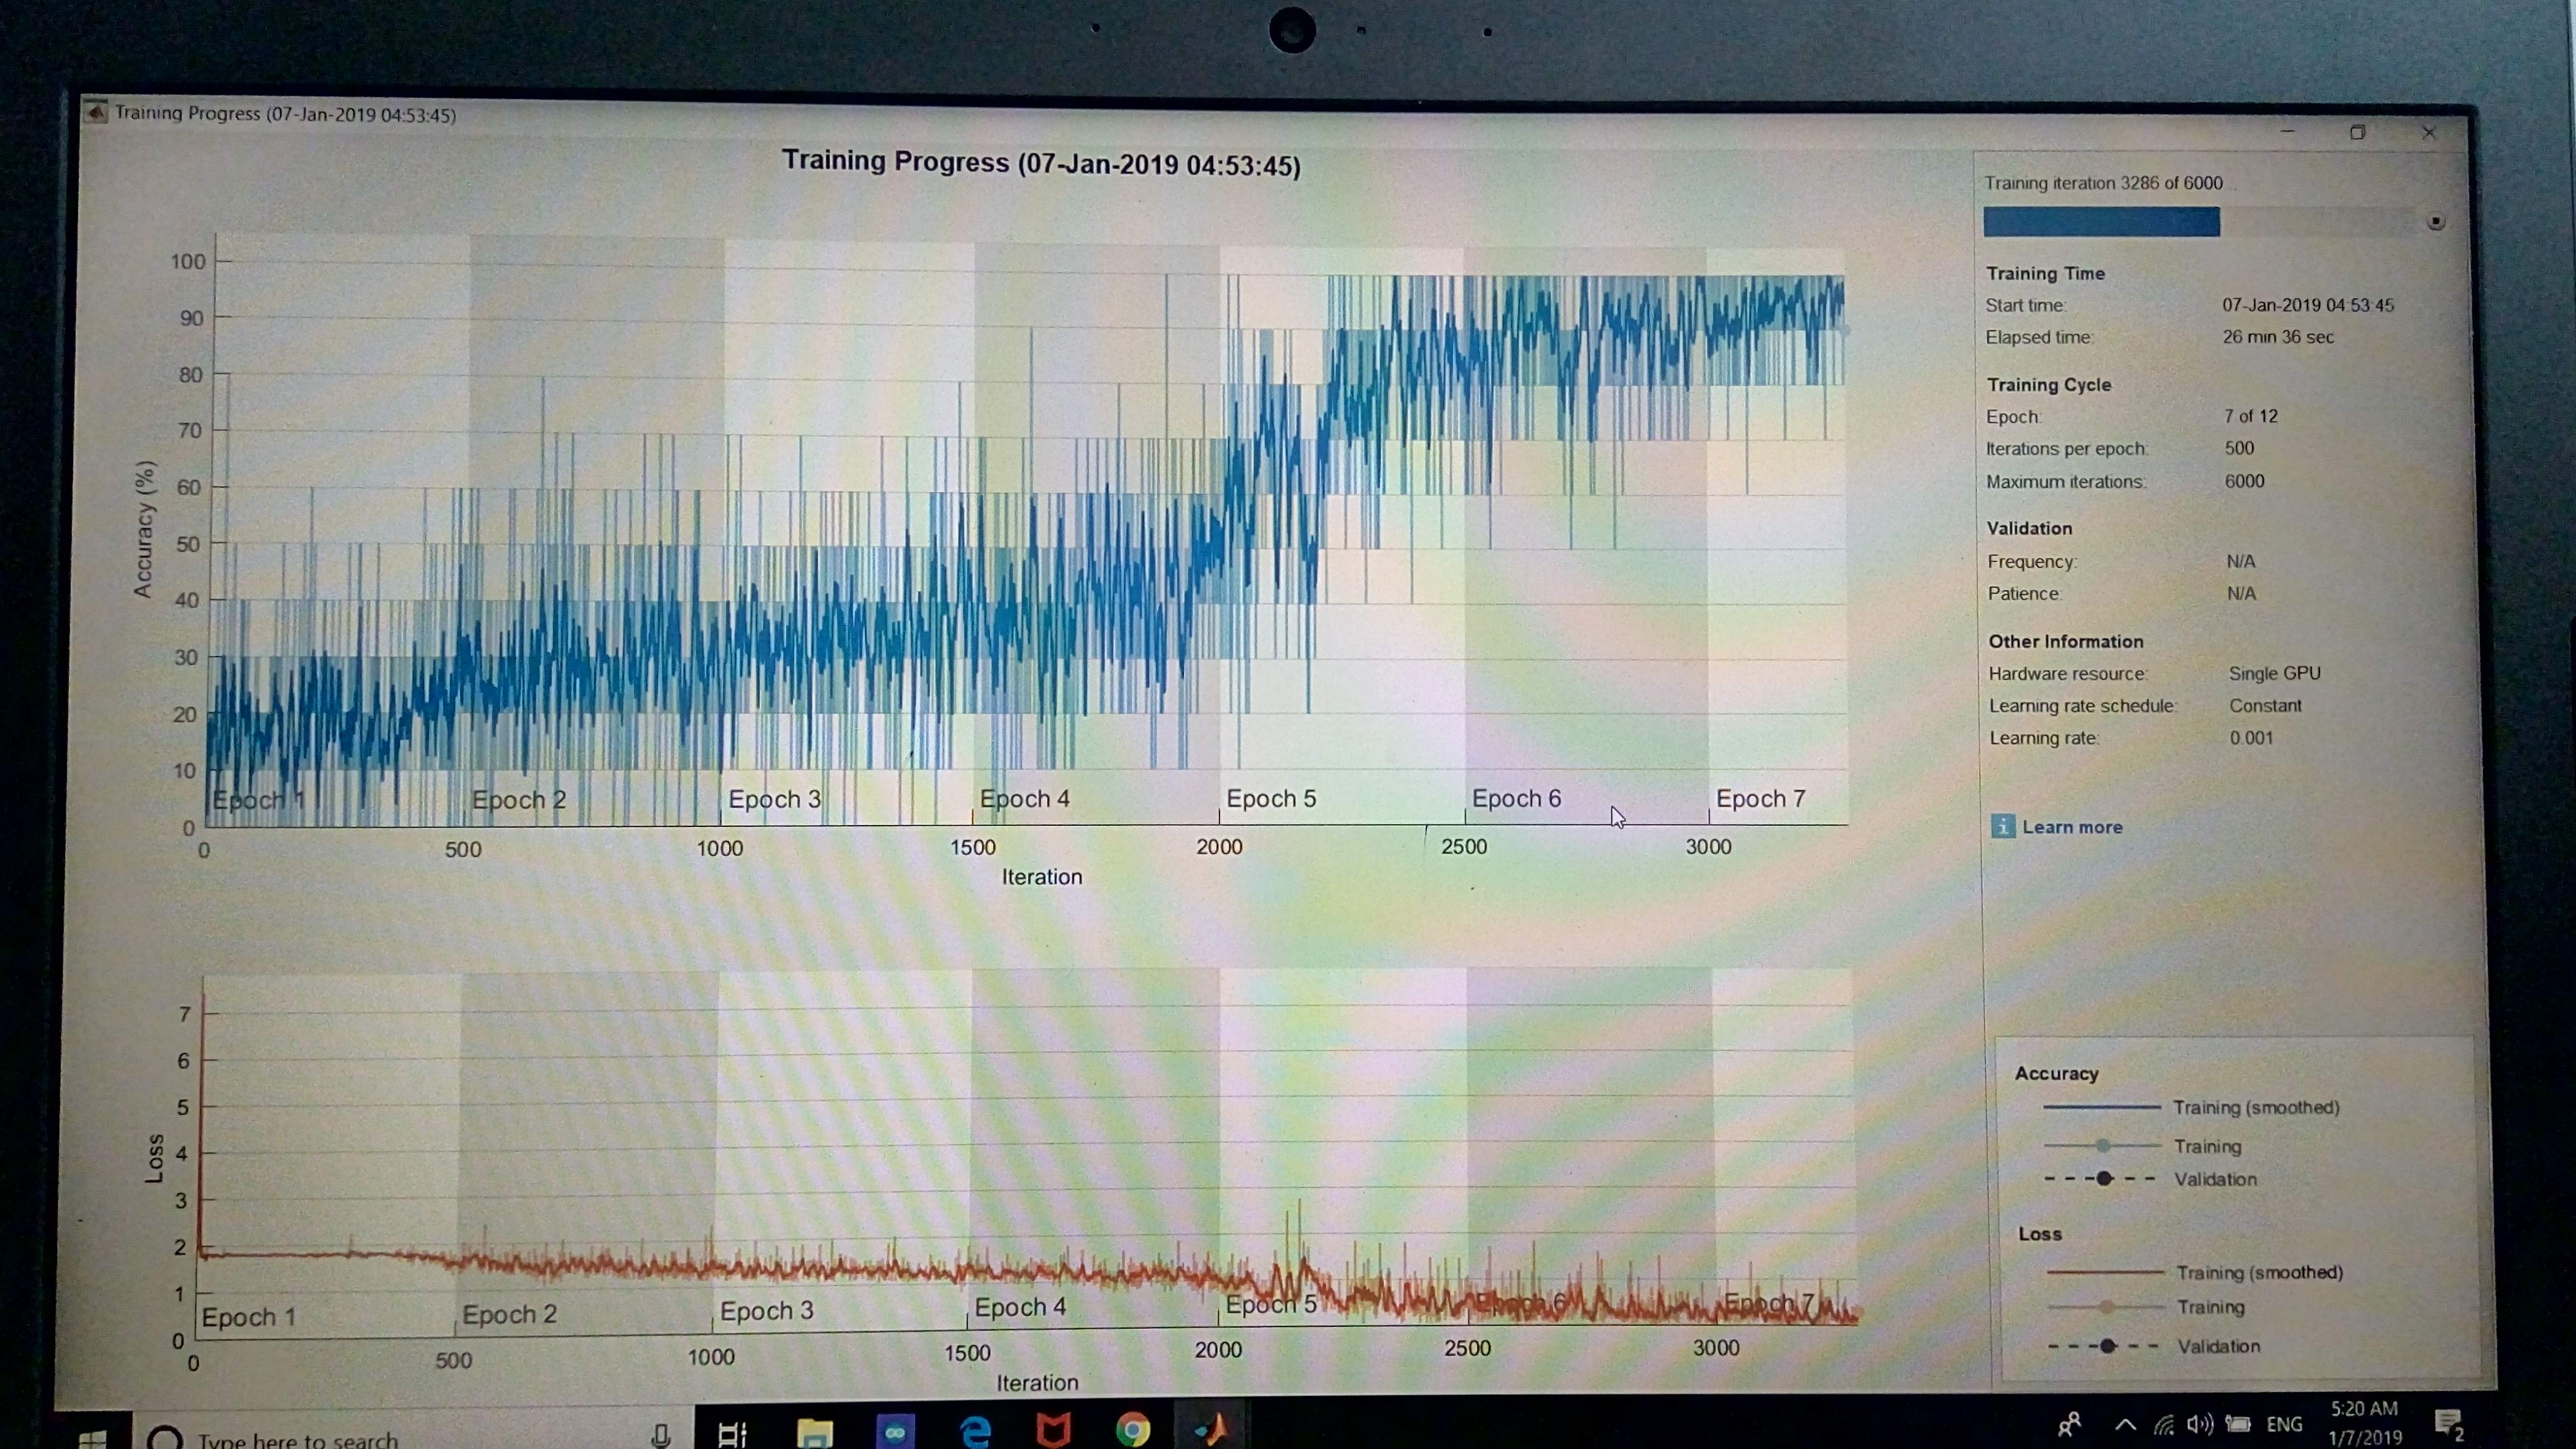 Training Progress (07-Jan-2019 04:53:45)
Training Progress (07-Jan-2019 04:53:45)
100
90
80
70
60
50
40
30
20
10
0
Accuracy (%)
Epoch 1
Epoch 2
Epoch 3
Epoch 4
Epoch 5
Epoch 6
Epoch 7
0
500
1000
1500
2000
2500
3000
Iteration
7
6
5
4
3
2
1
0
Loss
Epoch 1
Epoch 2
Epoch 3
Epoch 4
Epoch 5
Epoch 6
Epoch 7
0
500
1000
1500
2000
2500
3000
Iteration
Training iteration 3286 of 6000...
Training Time
Start time: 07-Jan-2019 04:53:45
Elapsed time: 26 min 36 sec
Training Cycle
Epoch: 7 of 12
Iterations per epoch: 500
Maximum iterations: 6000
Validation
Frequency: N/A
Patience: N/A
Other Information
Hardware resource: Single GPU
Learning rate schedule: Constant
Learning rate: 0.001
i Learn more
Accuracy
Training (smoothed)
Training
Validation
Loss
Training (smoothed)
Training
Validation
Type here to search
ENG
5:20 AM
1/7/2019
2